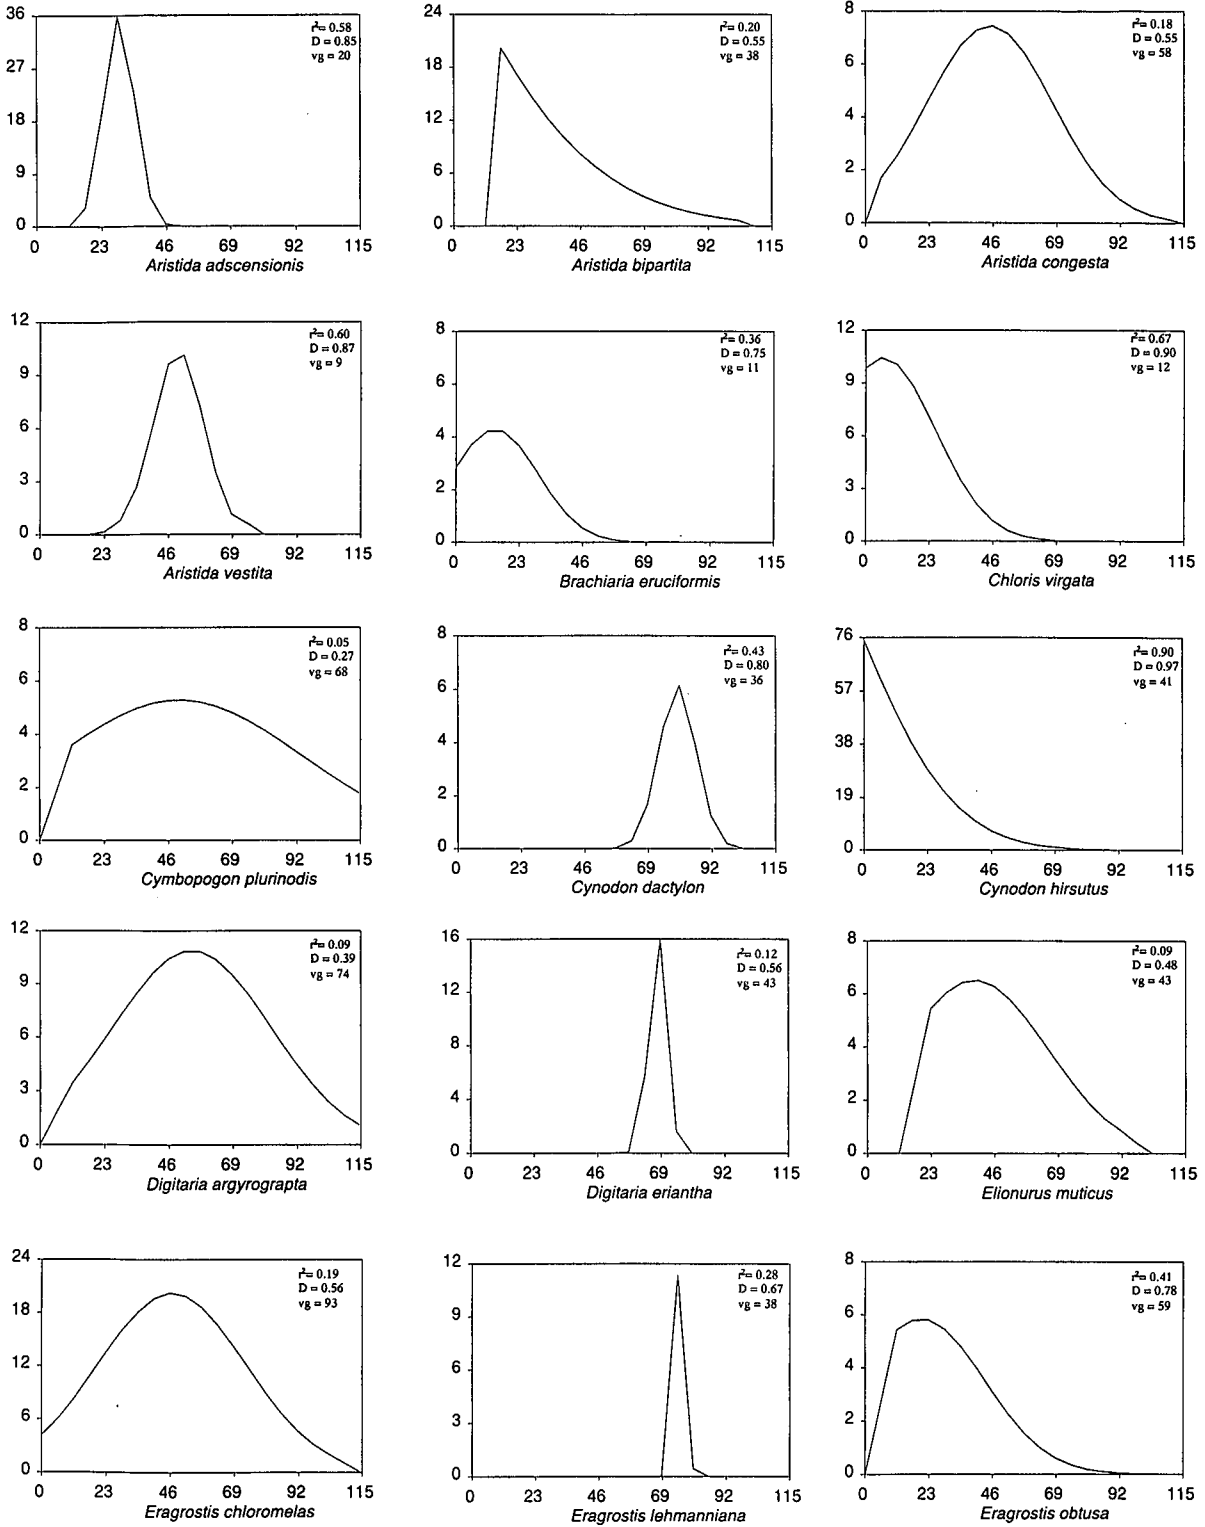 36
27
18
9
0
r²= 0.58
D = 0.85
vg = 20
0 23 46 69 92 115
Aristida adscensionis
24
18
12
6
0
r²= 0.20
D = 0.55
vg = 38
0 23 46 69 92 115
Aristida bipartita
8
6
4
2
0
r²= 0.18
D = 0.55
vg = 58
0 23 46 69 92 115
Aristida congesta
12
9
6
3
0
r²= 0.60
D = 0.87
vg = 9
0 23 46 69 92 115
Aristida vestita
8
6
4
2
0
r²= 0.36
D = 0.75
vg = 11
0 23 46 69 92 115
Brachiaria eruciformis
12
9
6
3
0
r²= 0.67
D = 0.90
vg = 12
0 23 46 69 92 115
Chloris virgata
8
6
4
2
0
r²= 0.05
D = 0.27
vg = 68
0 23 46 69 92 115
Cymbopogon plurinodis
8
6
4
2
0
r²= 0.43
D = 0.80
vg = 36
0 23 46 69 92 115
Cynodon dactylon
76
57
38
19
0
r²= 0.90
D = 0.97
vg = 41
0 23 46 69 92 115
Cynodon hirsutus
12
9
6
3
0
r²= 0.09
D = 0.39
vg = 74
0 23 46 69 92 115
Digitaria argyrograpta
16
12
8
4
0
r²= 0.12
D = 0.56
vg = 43
0 23 46 69 92 115
Digitaria eriantha
8
6
4
2
0
r²= 0.09
D = 0.48
vg = 43
0 23 46 69 92 115
Elionurus muticus
24
18
12
6
0
r²= 0.19
D = 0.56
vg = 93
0 23 46 69 92 115
Eragrostis chloromelas
12
9
6
3
0
r²= 0.28
D = 0.67
vg = 38
0 23 46 69 92 115
Eragrostis lehmanniana
8
6
4
2
0
r²= 0.41
D = 0.78
vg = 59
0 23 46 69 92 115
Eragrostis obtusa